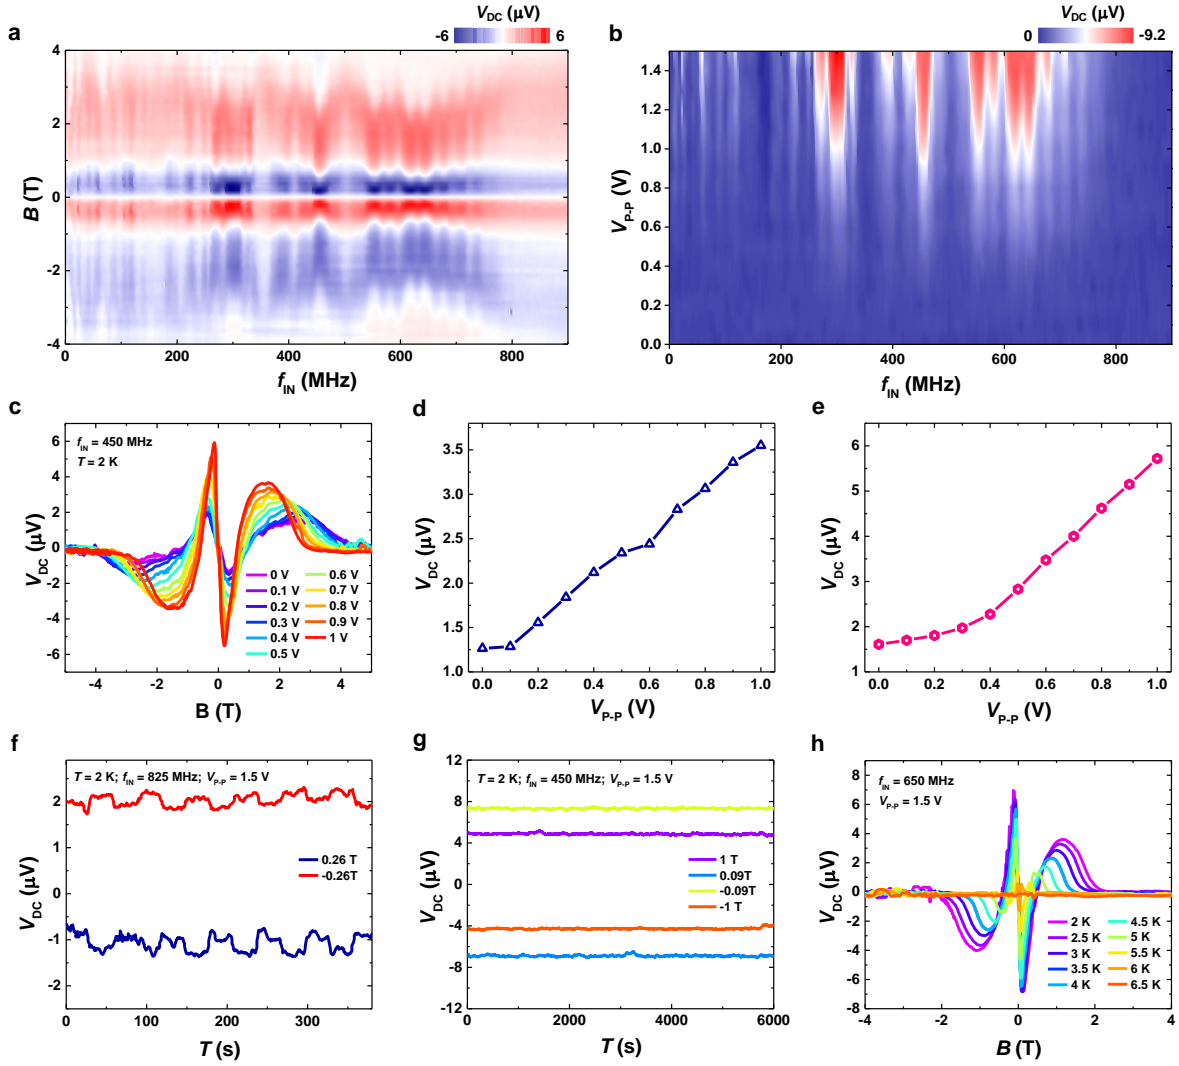 a
V_DC (μV)
-6 6
B (T)
4
2
0
-2
-4
0 200 400 600 800
f_IN (MHz)
b
V_DC (μV)
0 -9.2
V_P-P (V)
1.4
1.2
1.0
0.8
0.6
0.4
0.2
0.0
0 200 400 600 800
f_IN (MHz)
c
f_IN = 450 MHz
T = 2 K
V_DC (μV)
6
4
2
0
-2
-4
-6
0 V 0.6 V
0.1 V 0.7 V
0.2 V 0.8 V
0.3 V 0.9 V
0.4 V 1 V
0.5 V
-4 -2 0 2 4
B (T)
d
V_DC (μV)
3.5
3.0
2.5
2.0
1.5
1.0
0.0 0.2 0.4 0.6 0.8 1.0
V_P-P (V)
e
V_DC (μV)
6
5
4
3
2
1
0.0 0.2 0.4 0.6 0.8 1.0
V_P-P (V)
f
T = 2 K; f_IN = 825 MHz; V_P-P = 1.5 V
V_DC (μV)
2
1
0
-1
-2
0.26 T
-0.26T
0 100 200 300
T (s)
g
T = 2 K; f_IN = 450 MHz; V_P-P = 1.5 V
V_DC (μV)
12
8
4
0
-4
-8
-12
1 T
0.09T
-0.09T
-1 T
0 2000 4000 6000
T (s)
h
f_IN = 650 MHz
V_P-P = 1.5 V
V_DC (μV)
8
6
4
2
0
-2
-4
-6
-8
2 K 4.5 K
2.5 K 5 K
3 K 5.5 K
3.5 K 6 K
4 K 6.5 K
-4 -2 0 2 4
B (T)